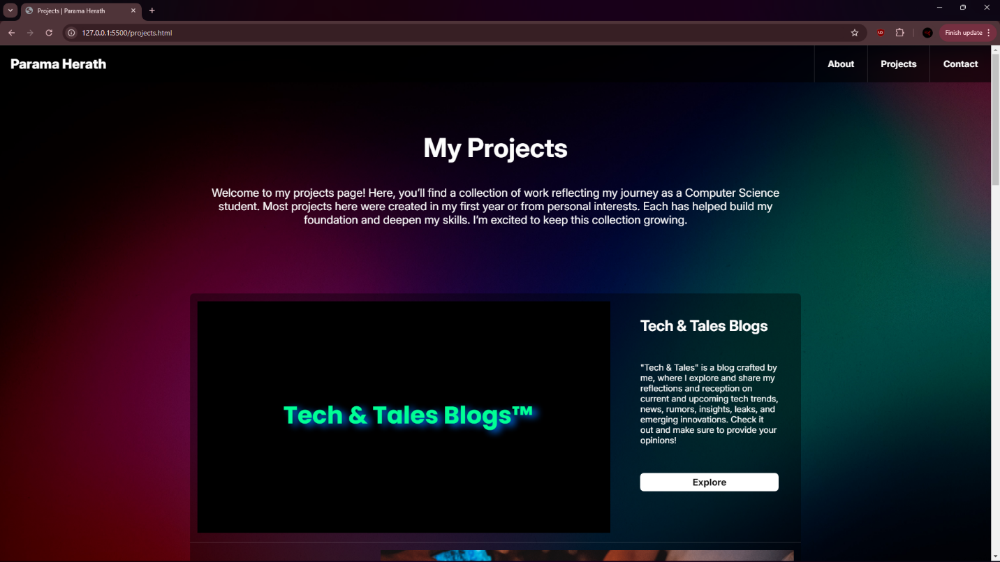 Projects | Parama Herath
127.0.0.1:5500/projects.html
Finish update
Parama Herath
About
Projects
Contact
My Projects
Welcome to my projects page! Here, you'll find a collection of work reflecting my journey as a Computer Science
student. Most projects here were created in my first year or from personal interests. Each has helped build my
foundation and deepen my skills. I'm excited to keep this collection growing.
Tech & Tales Blogs™
Tech & Tales Blogs
"Tech & Tales" is a blog crafted by
me, where I explore and share my
reflections and reception on
current and upcoming tech trends,
news, rumors, insights, leaks, and
emerging innovations. Check it
out and make sure to provide your
opinions!
Explore